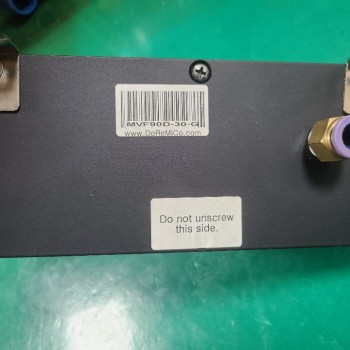 MVF90D-30-G
www.DoReMiCo.com
Do not unscrew
this side.